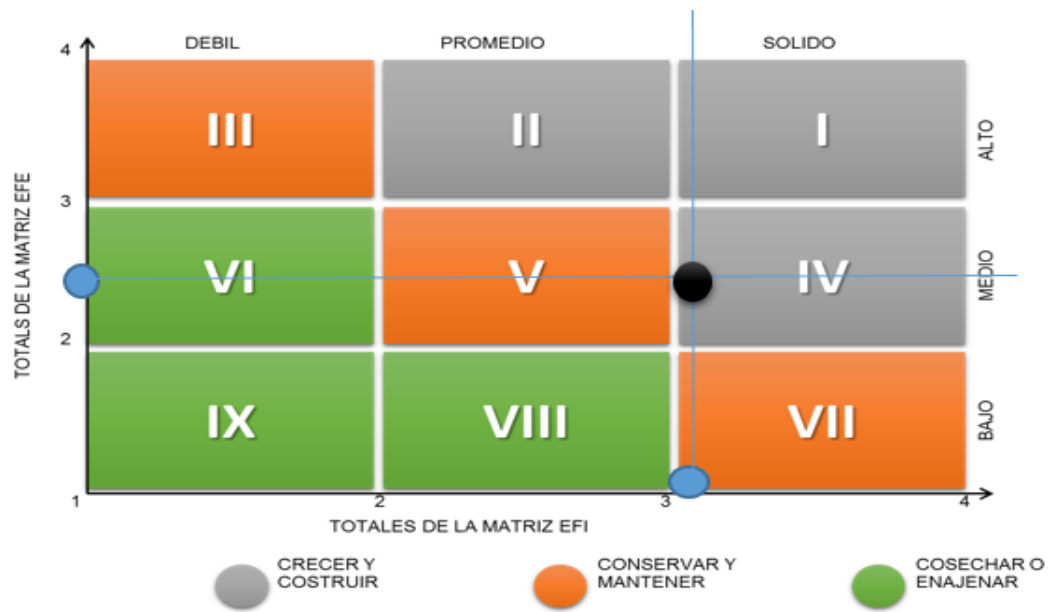 DEBIL
PROMEDIO
SOLIDO
4
III
II
I
ALTO
3
TOTALS DE LA MATRIZ EFE
VI
V
IV
MEDIO
2
IX
VIII
VII
BAJO
1
2
3
4
TOTALES DE LA MATRIZ EFI
CRECER Y
COSTRUIR
CONSERVAR Y
MANTENER
COSECHAR O
ENAJENAR